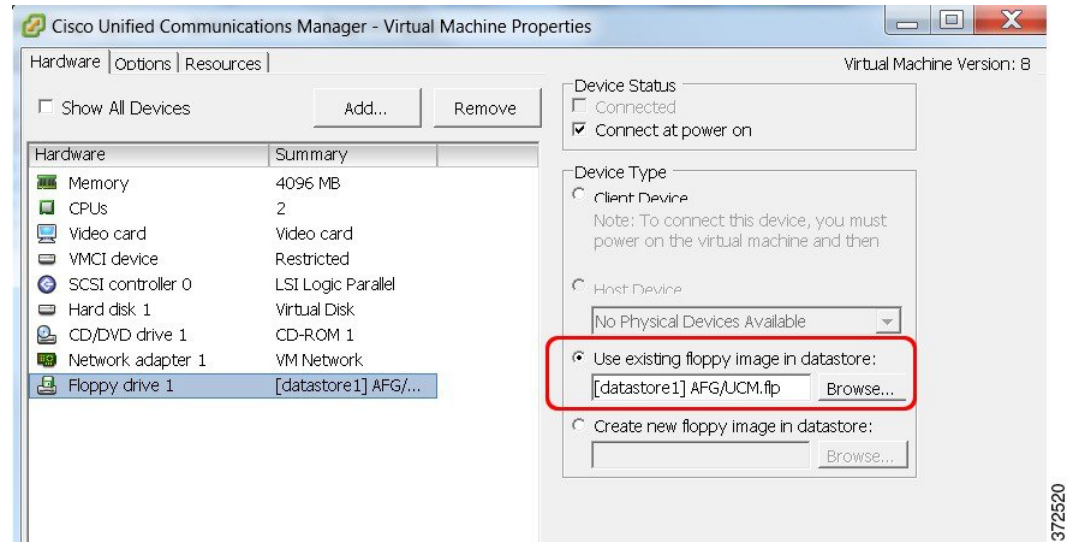 Cisco Unified Communications Manager - Virtual Machine Properties
Hardware Options Resources
Virtual Machine Version: 8
Show All Devices
Add...
Remove
Hardware Summary
Memory 4096 MB
CPUs 2
Video card Video card
VMCI device Restricted
SCSI controller 0 LSI Logic Parallel
Hard disk 1 Virtual Disk
CD/DVD drive 1 CD-ROM 1
Network adapter 1 VM Network
Floppy drive 1 [datastore1] AFG/...
Device Status
Connected
Connect at power on
Device Type
Client Device
Note: To connect this device, you must
power on the virtual machine and then
Host Device
No Physical Devices Available
Use existing floppy image in datastore:
[datastore1] AFG/UCM.flp Browse...
Create new floppy image in datastore:
Browse...
372520